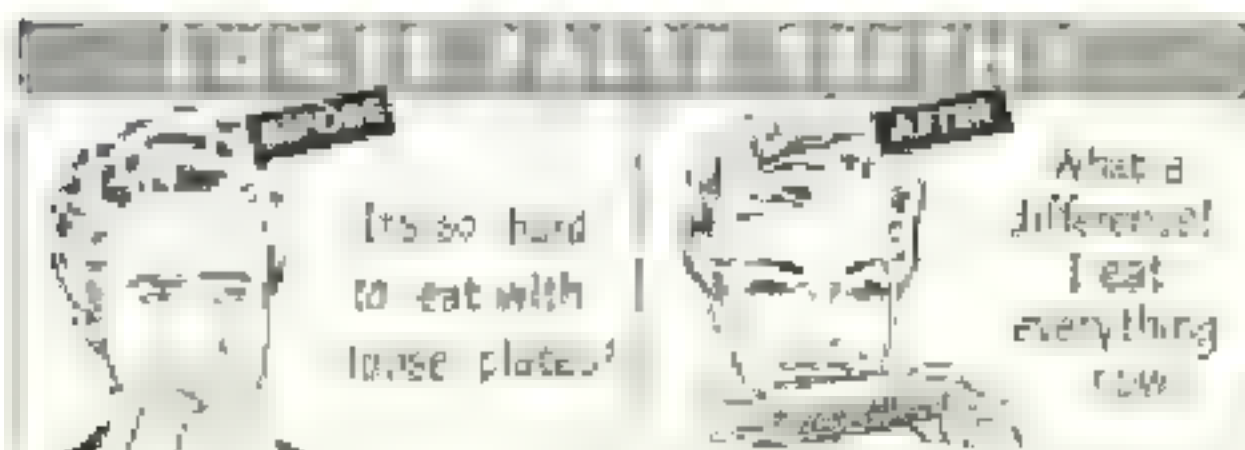 BEFORE
It's so hard
to eat with
loose plates!
AFTER
What a
difference!
I eat
everything
now